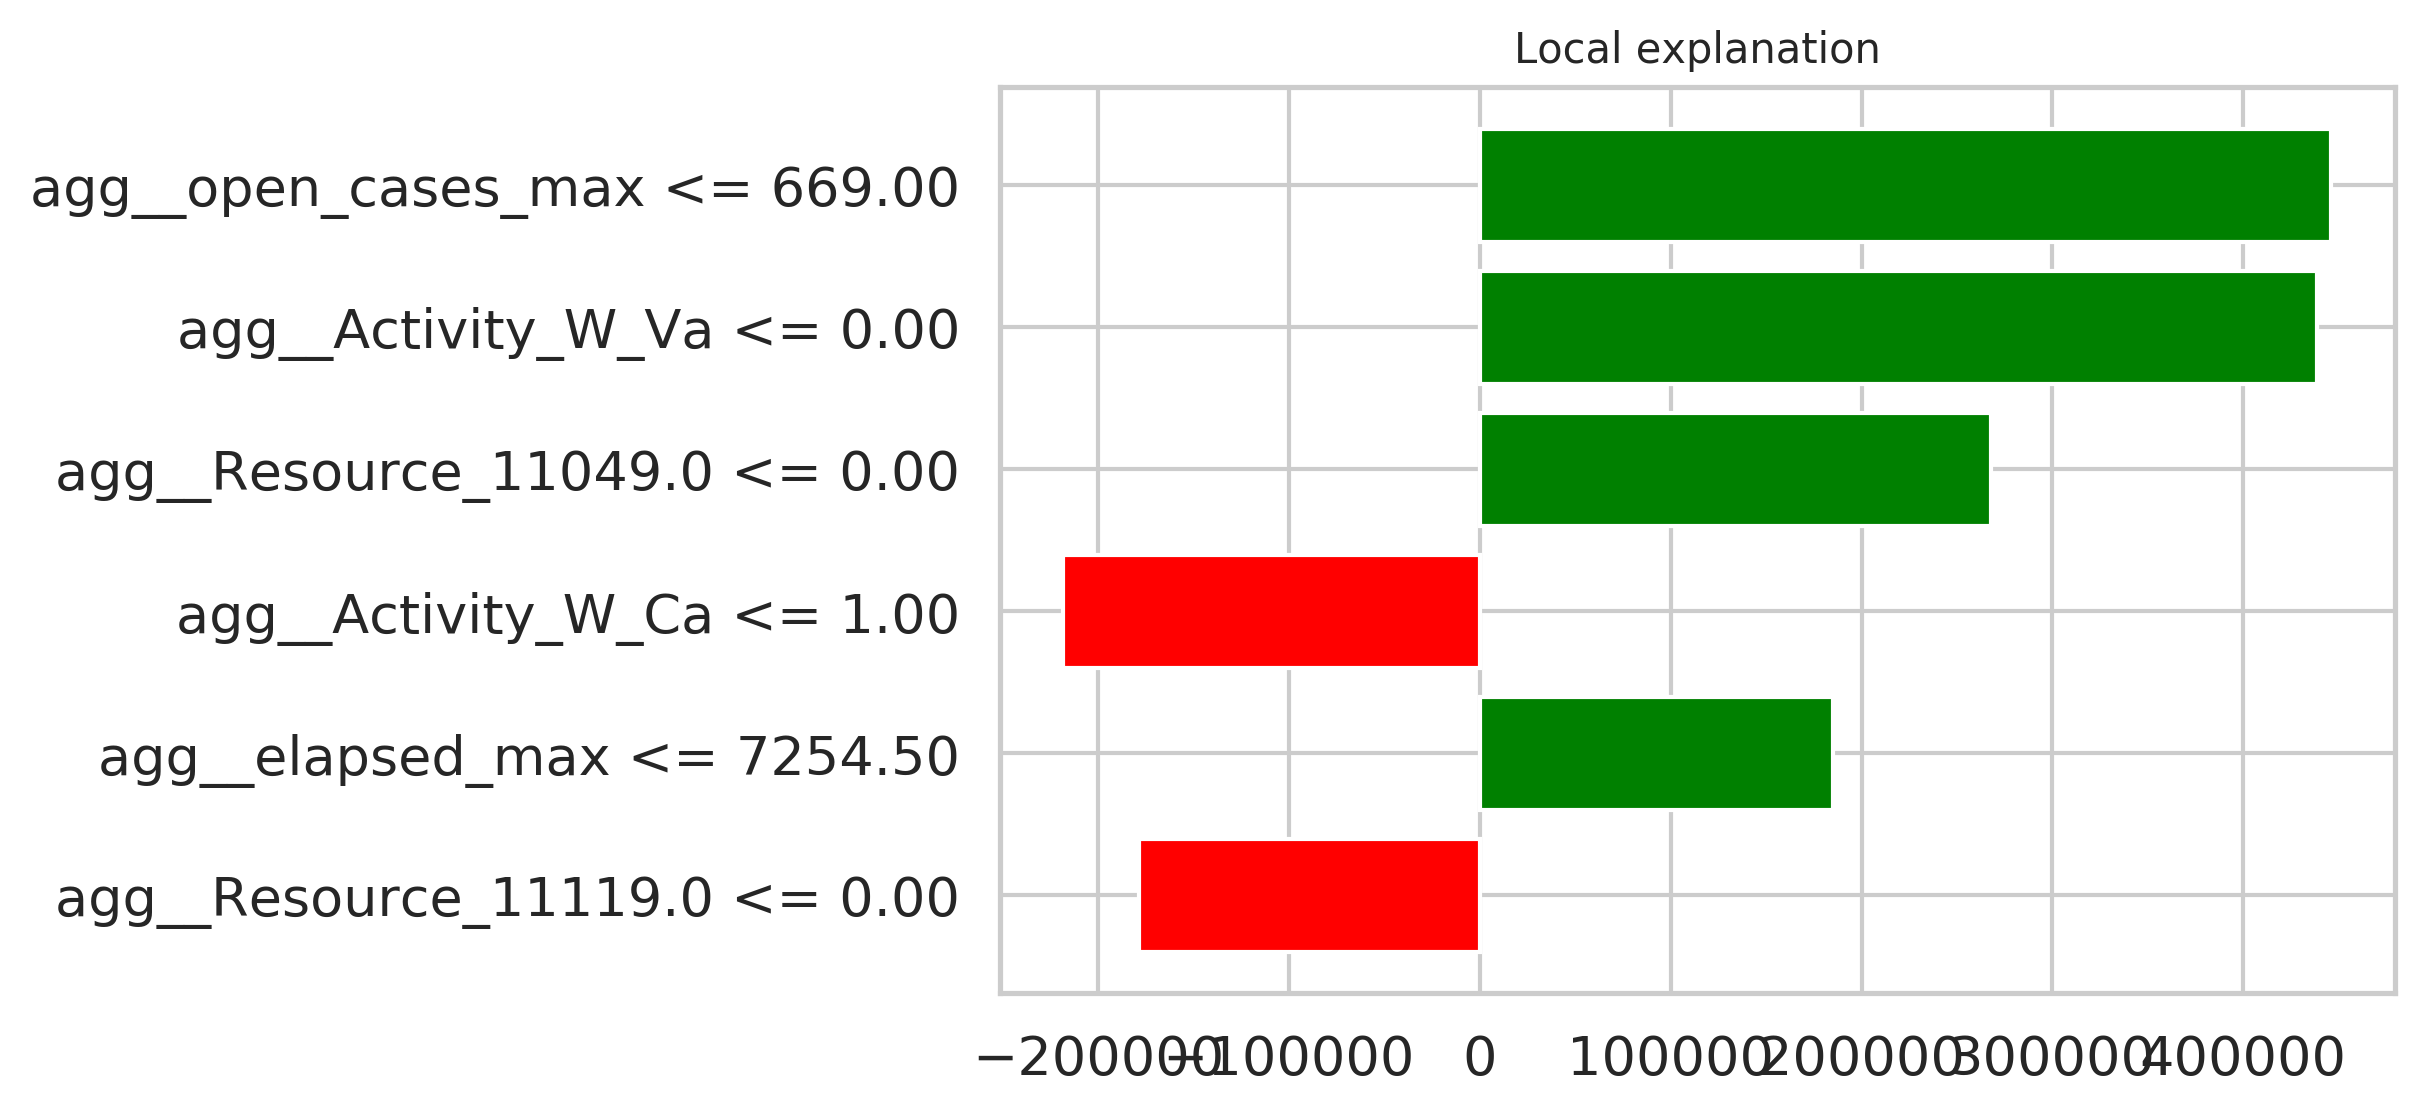 Local explanation
agg__open_cases_max <= 669.00
agg__Activity_W_Va <= 0.00
agg__Resource_11049.0 <= 0.00
agg__Activity_W_Ca <= 1.00
agg__elapsed_max <= 7254.50
agg__Resource_11119.0 <= 0.00
−200000 −100000 0 100000 200000 300000 400000